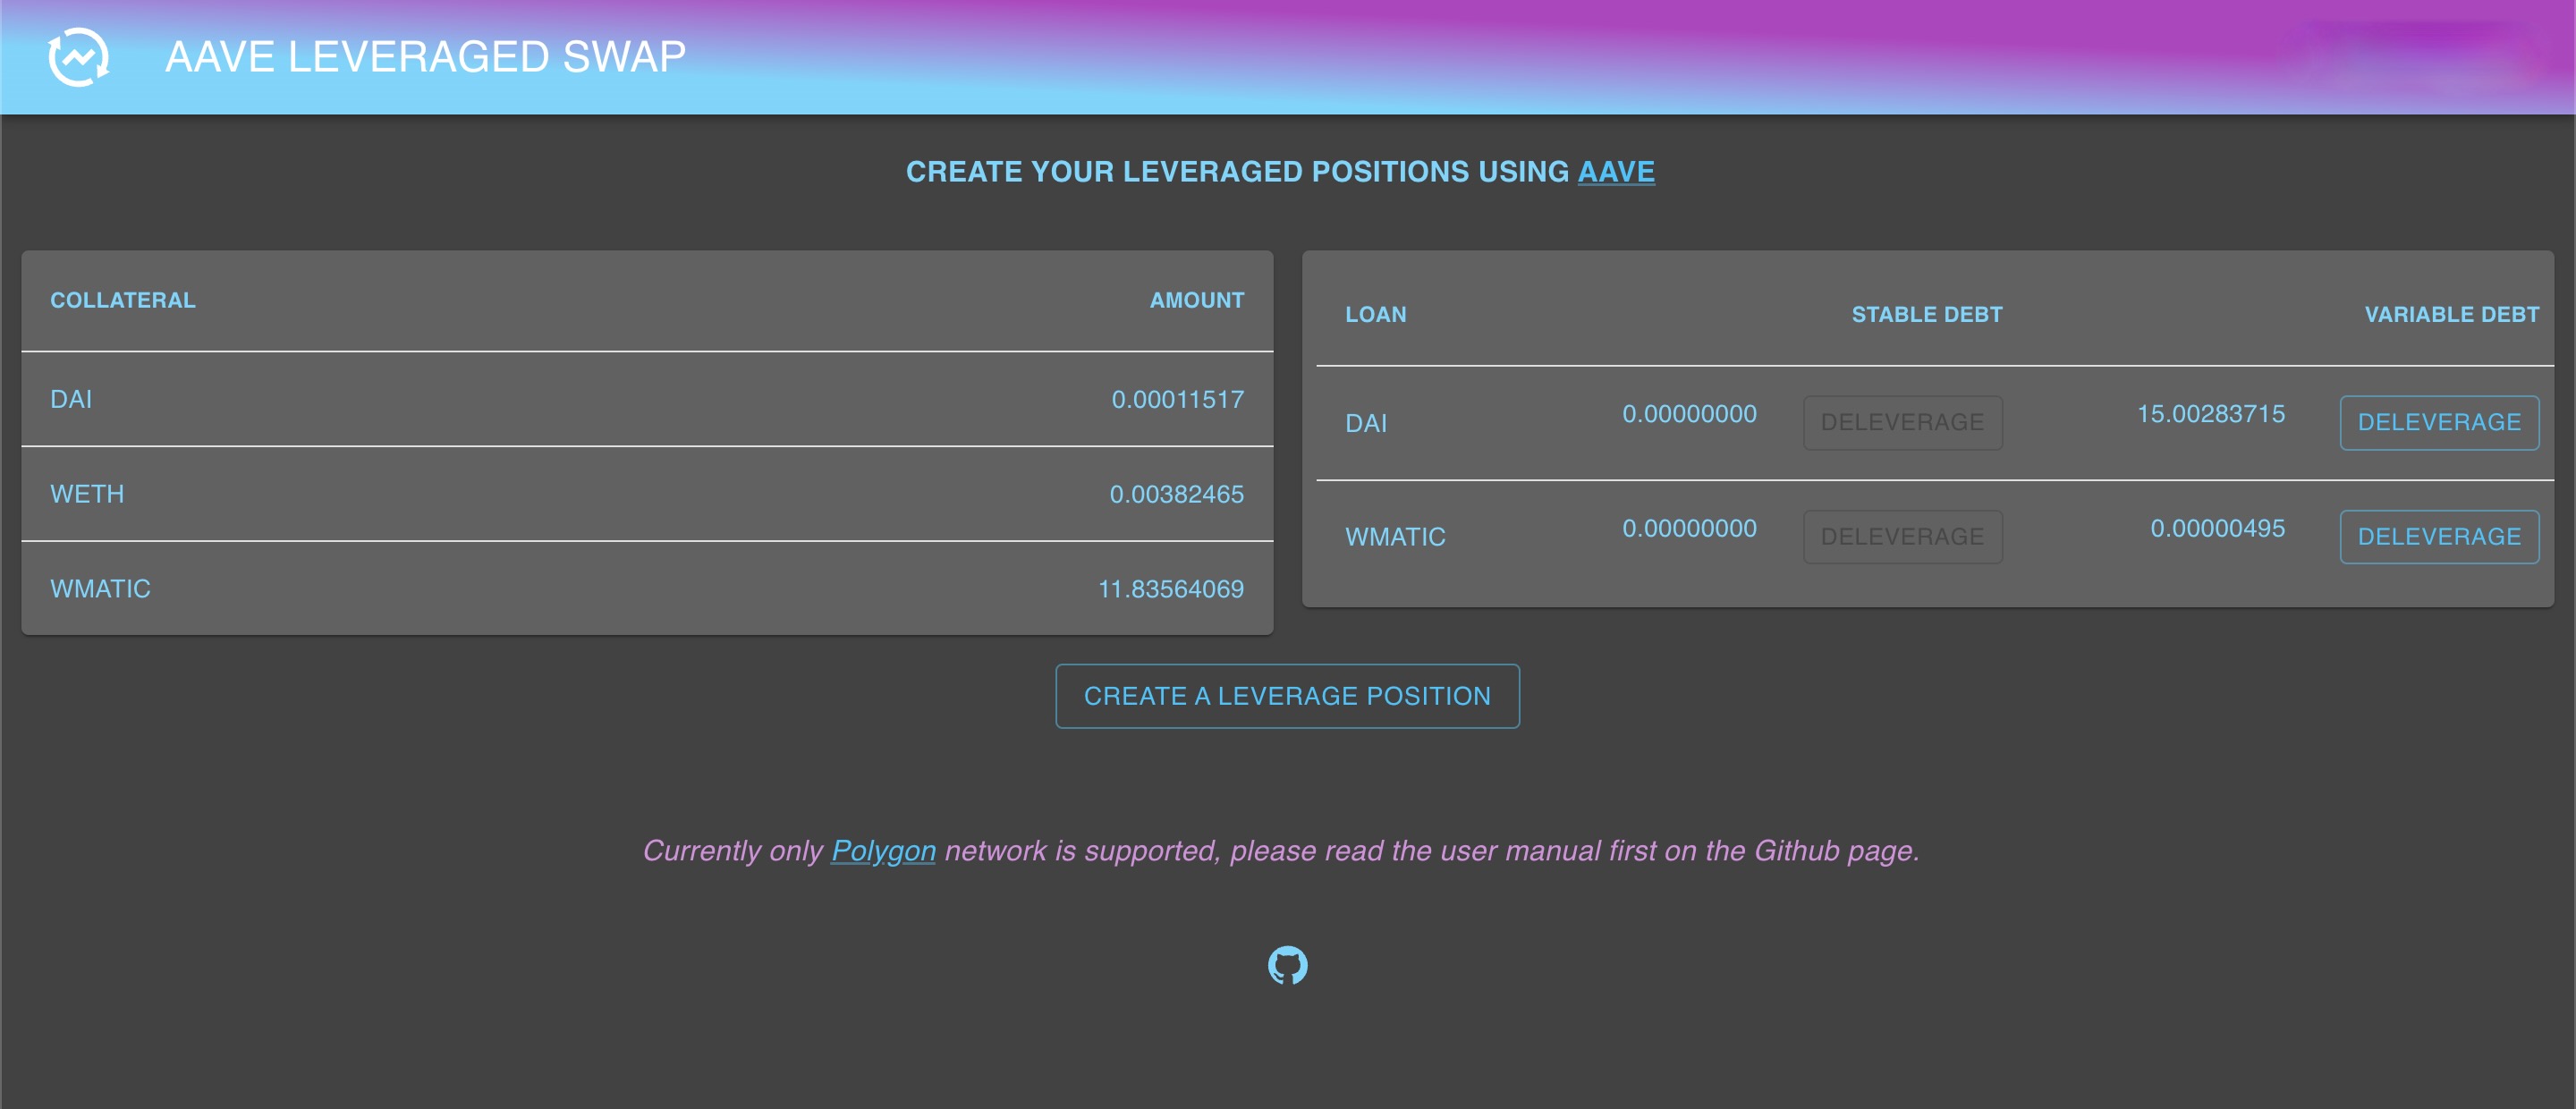 AAVE LEVERAGED SWAP
CREATE YOUR LEVERAGED POSITIONS USING AAVE
COLLATERAL AMOUNT
DAI 0.00011517
WETH 0.00382465
WMATIC 11.83564069
LOAN STABLE DEBT VARIABLE DEBT
DAI 0.00000000 DELEVERAGE 15.00283715 DELEVERAGE
WMATIC 0.00000000 DELEVERAGE 0.00000495 DELEVERAGE
CREATE A LEVERAGE POSITION
Currently only Polygon network is supported, please read the user manual first on the Github page.